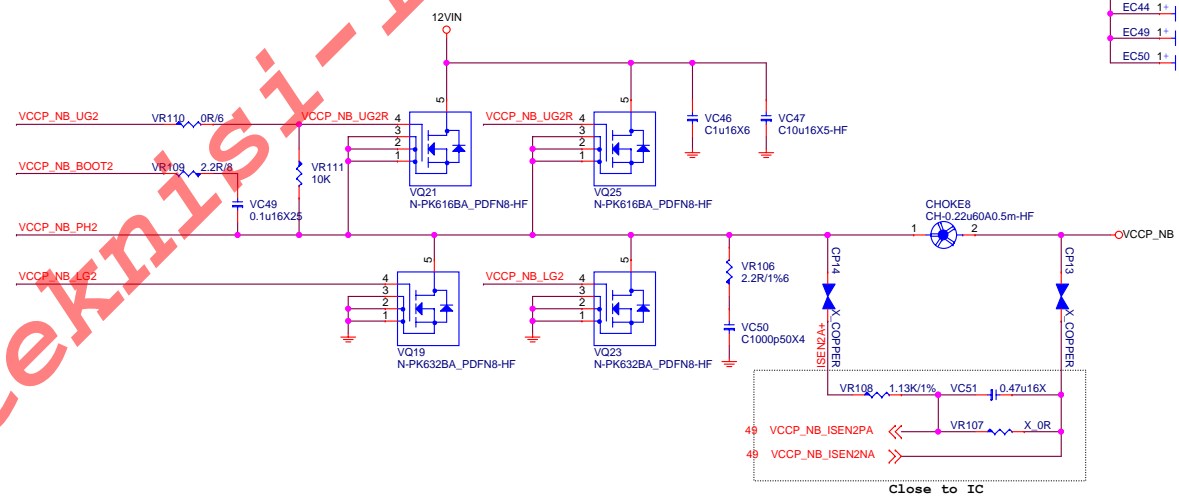 EC44 1+
EC49 1+
EC50 1+
12VIN
5 5
VCCP_NB_UG2 VR110 0R/6 VCCP_NB_UG2R 4 VCCP_NB_UG2R 4
3 3
2 2
1 1
VC46
C1u16X6
VC47
C10u16X5-HF
VCCP_NB_BOOT2 VR109 2.2R/8
VR111
10K
VC49
0.1u16X25
VQ21
N-PK616BA_PDFN8-HF
VQ25
N-PK616BA_PDFN8-HF
CHOKE8
CH-0.22u60A0.5m-HF
VCCP_NB_PH2
1 2
VCCP_NB
5 5
VCCP_NB_LG2 4 VCCP_NB_LG2 4
3 3
2 2
1 1
VR106
2.2R/1%6
VC50
C1000p50X4
CP14
X_COPPER
ISEN2A+
CP13
X_COPPER
VQ19
N-PK632BA_PDFN8-HF
VQ23
N-PK632BA_PDFN8-HF
VR108 1.13K/1% VC51 0.47u16X
49 VCCP_NB_ISEN2PA VR107 X_0R
49 VCCP_NB_ISEN2NA
Close to IC